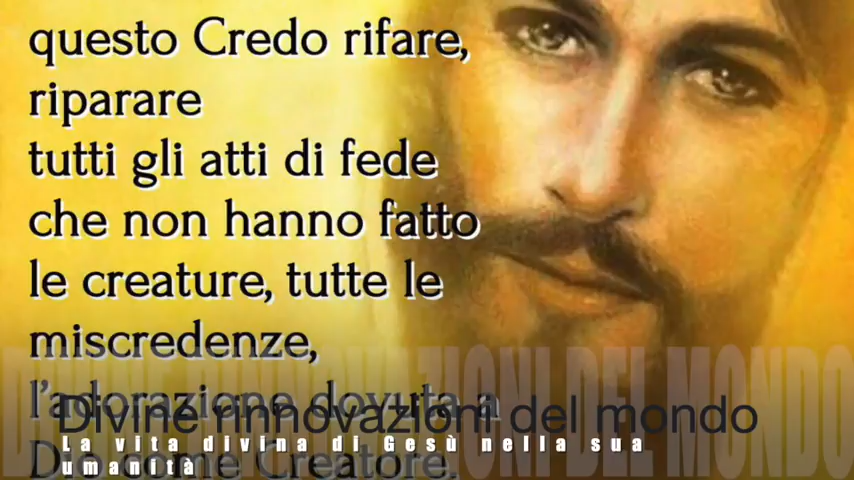 questo Credo rifare,
riparare
tutti gli atti di fede
che non hanno fatto
le creature, tutte le
miscredenze,
l'adorazione dovuta a
Divine rinnovazioni del mondo
La vita divina di Gesù nella sua
umanità
Dio come Creatore.
DIVINE RINNOVAZIONI DEL MONDO